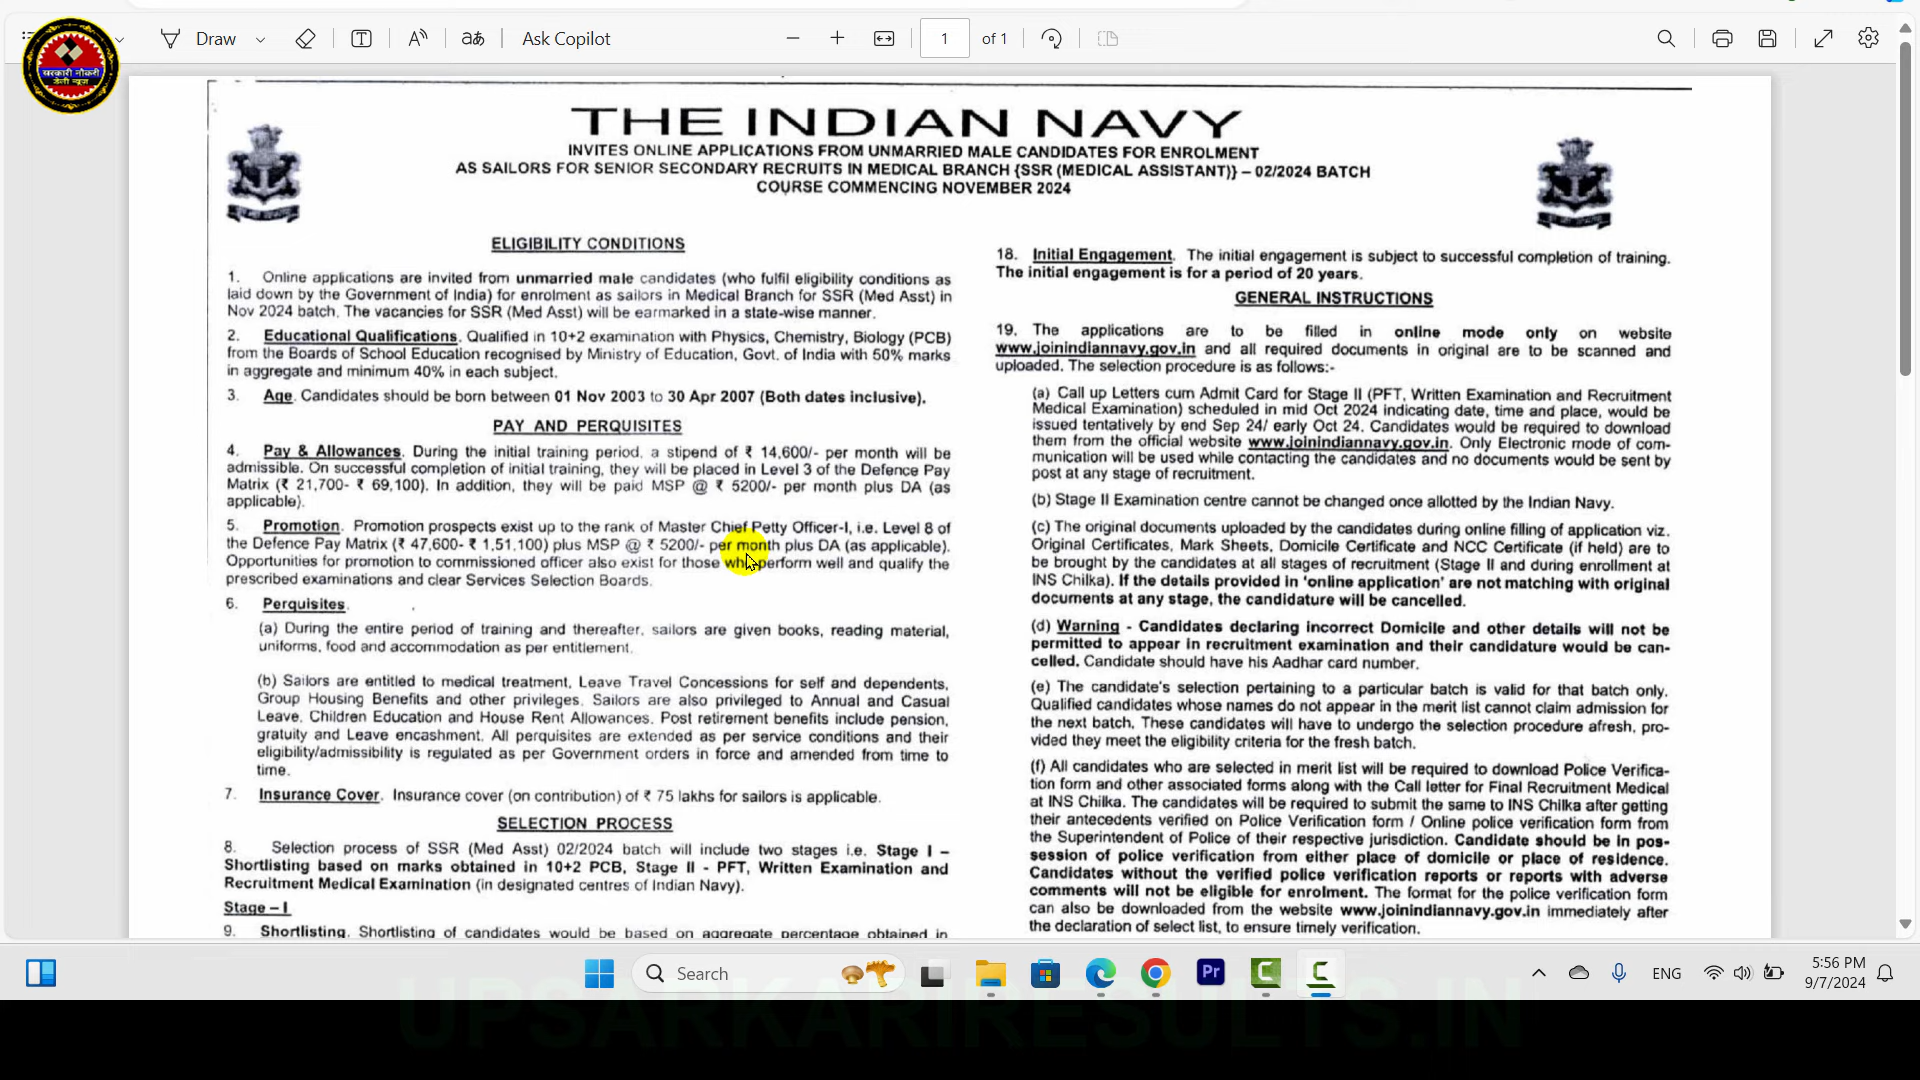 Draw
Ask Copilot
1 of 1
सरकारी नौकरी
डेली न्यूज
THE INDIAN NAVY
INVITES ONLINE APPLICATIONS FROM UNMARRIED MALE CANDIDATES FOR ENROLMENT
AS SAILORS FOR SENIOR SECONDARY RECRUITS IN MEDICAL BRANCH {SSR (MEDICAL ASSISTANT)} – 02/2024 BATCH
COURSE COMMENCING NOVEMBER 2024
ELIGIBILITY CONDITIONS
1. Online applications are invited from unmarried male candidates (who fulfil eligibility conditions as
laid down by the Government of India) for enrolment as sailors in Medical Branch for SSR (Med Asst) in
Nov 2024 batch. The vacancies for SSR (Med Asst) will be earmarked in a state-wise manner.
2. Educational Qualifications. Qualified in 10+2 examination with Physics, Chemistry, Biology (PCB)
from the Boards of School Education recognised by Ministry of Education, Govt. of India with 50% marks
in aggregate and minimum 40% in each subject.
3. Age. Candidates should be born between 01 Nov 2003 to 30 Apr 2007 (Both dates inclusive).
PAY AND PERQUISITES
4. Pay & Allowances. During the initial training period, a stipend of ₹ 14,600/- per month will be
admissible. On successful completion of initial training, they will be placed in Level 3 of the Defence Pay
Matrix (₹ 21,700- ₹ 69,100). In addition, they will be paid MSP @ ₹ 5200/- per month plus DA (as
applicable).
5. Promotion. Promotion prospects exist up to the rank of Master Chief Petty Officer-I, i.e. Level 8 of
the Defence Pay Matrix (₹ 47,600- ₹ 1,51,100) plus MSP @ ₹ 5200/- per month plus DA (as applicable).
Opportunities for promotion to commissioned officer also exist for those who perform well and qualify the
prescribed examinations and clear Services Selection Boards.
6. Perquisites.
(a) During the entire period of training and thereafter, sailors are given books, reading material,
uniforms, food and accommodation as per entitlement.
(b) Sailors are entitled to medical treatment, Leave Travel Concessions for self and dependents,
Group Housing Benefits and other privileges. Sailors are also privileged to Annual and Casual
Leave, Children Education and House Rent Allowances. Post retirement benefits include pension,
gratuity and Leave encashment. All perquisites are extended as per service conditions and their
eligibility/admissibility is regulated as per Government orders in force and amended from time to
time.
7. Insurance Cover. Insurance cover (on contribution) of ₹ 75 lakhs for sailors is applicable.
SELECTION PROCESS
8. Selection process of SSR (Med Asst) 02/2024 batch will include two stages i.e. Stage I –
Shortlisting based on marks obtained in 10+2 PCB, Stage II - PFT, Written Examination and
Recruitment Medical Examination (in designated centres of Indian Navy).
Stage – I
9. Shortlisting. Shortlisting of candidates would be based on aggregate percentage obtained in
18. Initial Engagement. The initial engagement is subject to successful completion of training.
The initial engagement is for a period of 20 years.
GENERAL INSTRUCTIONS
19. The applications are to be filled in online mode only on website
www.joinindiannavy.gov.in and all required documents in original are to be scanned and
uploaded. The selection procedure is as follows:-
(a) Call up Letters cum Admit Card for Stage II (PFT, Written Examination and Recruitment
Medical Examination) scheduled in mid Oct 2024 indicating date, time and place, would be
issued tentatively by end Sep 24/ early Oct 24. Candidates would be required to download
them from the official website www.joinindiannavy.gov.in. Only Electronic mode of com-
munication will be used while contacting the candidates and no documents would be sent by
post at any stage of recruitment.
(b) Stage II Examination centre cannot be changed once allotted by the Indian Navy.
(c) The original documents uploaded by the candidates during online filling of application viz.
Original Certificates, Mark Sheets, Domicile Certificate and NCC Certificate (if held) are to
be brought by the candidates at all stages of recruitment (Stage II and during enrollment at
INS Chilka). If the details provided in 'online application' are not matching with original
documents at any stage, the candidature will be cancelled.
(d) Warning - Candidates declaring incorrect Domicile and other details will not be
permitted to appear in recruitment examination and their candidature would be can-
celled. Candidate should have his Aadhar card number.
(e) The candidate's selection pertaining to a particular batch is valid for that batch only.
Qualified candidates whose names do not appear in the merit list cannot claim admission for
the next batch. These candidates will have to undergo the selection procedure afresh, pro-
vided they meet the eligibility criteria for the fresh batch.
(f) All candidates who are selected in merit list will be required to download Police Verifica-
tion form and other associated forms along with the Call letter for Final Recruitment Medical
at INS Chilka. The candidates will be required to submit the same to INS Chilka after getting
their antecedents verified on Police Verification form / Online police verification form from
the Superintendent of Police of their respective jurisdiction. Candidate should be in pos-
session of police verification from either place of domicile or place of residence.
Candidates without the verified police verification reports or reports with adverse
comments will not be eligible for enrolment. The format for the police verification form
can also be downloaded from the website www.joinindiannavy.gov.in immediately after
the declaration of select list, to ensure timely verification.
Search
Pr
ENG
5:56 PM
9/7/2024
UPSARKARIRESULTS.IN